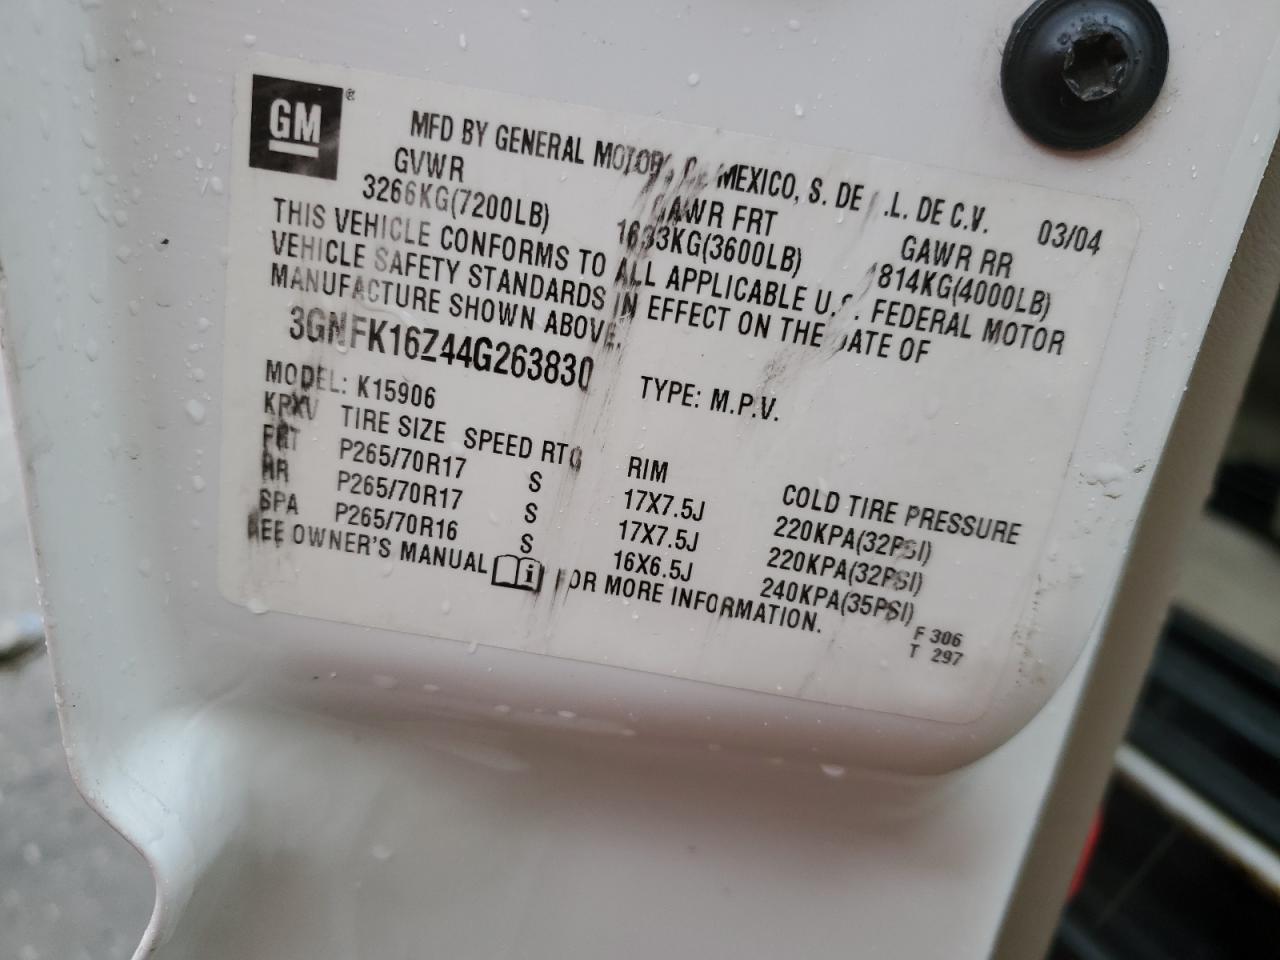 GM ®
MFD BY GENERAL MOTORS DE MEXICO, S. DE R.L. DE C.V. 03/04
GVWR GAWR FRT GAWR RR
3266KG(7200LB) 1633KG(3600LB) 1814KG(4000LB)
THIS VEHICLE CONFORMS TO ALL APPLICABLE U.S. FEDERAL MOTOR
VEHICLE SAFETY STANDARDS IN EFFECT ON THE DATE OF
MANUFACTURE SHOWN ABOVE.
3GNFK16Z44G263830 TYPE: M.P.V.
MODEL: K15906
KPXV TIRE SIZE SPEED RTG RIM COLD TIRE PRESSURE
FRT P265/70R17 S 17X7.5J 220KPA(32PSI)
RR P265/70R17 S 17X7.5J 220KPA(32PSI)
SPA P265/70R16 S 16X6.5J 240KPA(35PSI)
SEE OWNER'S MANUAL i FOR MORE INFORMATION.
F 306
T 297